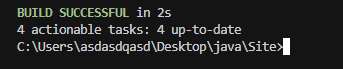 BUILD SUCCESSFUL in 2s
4 actionable tasks: 4 up-to-date
C:\Users\asdasdqasd\Desktop\java\Site>